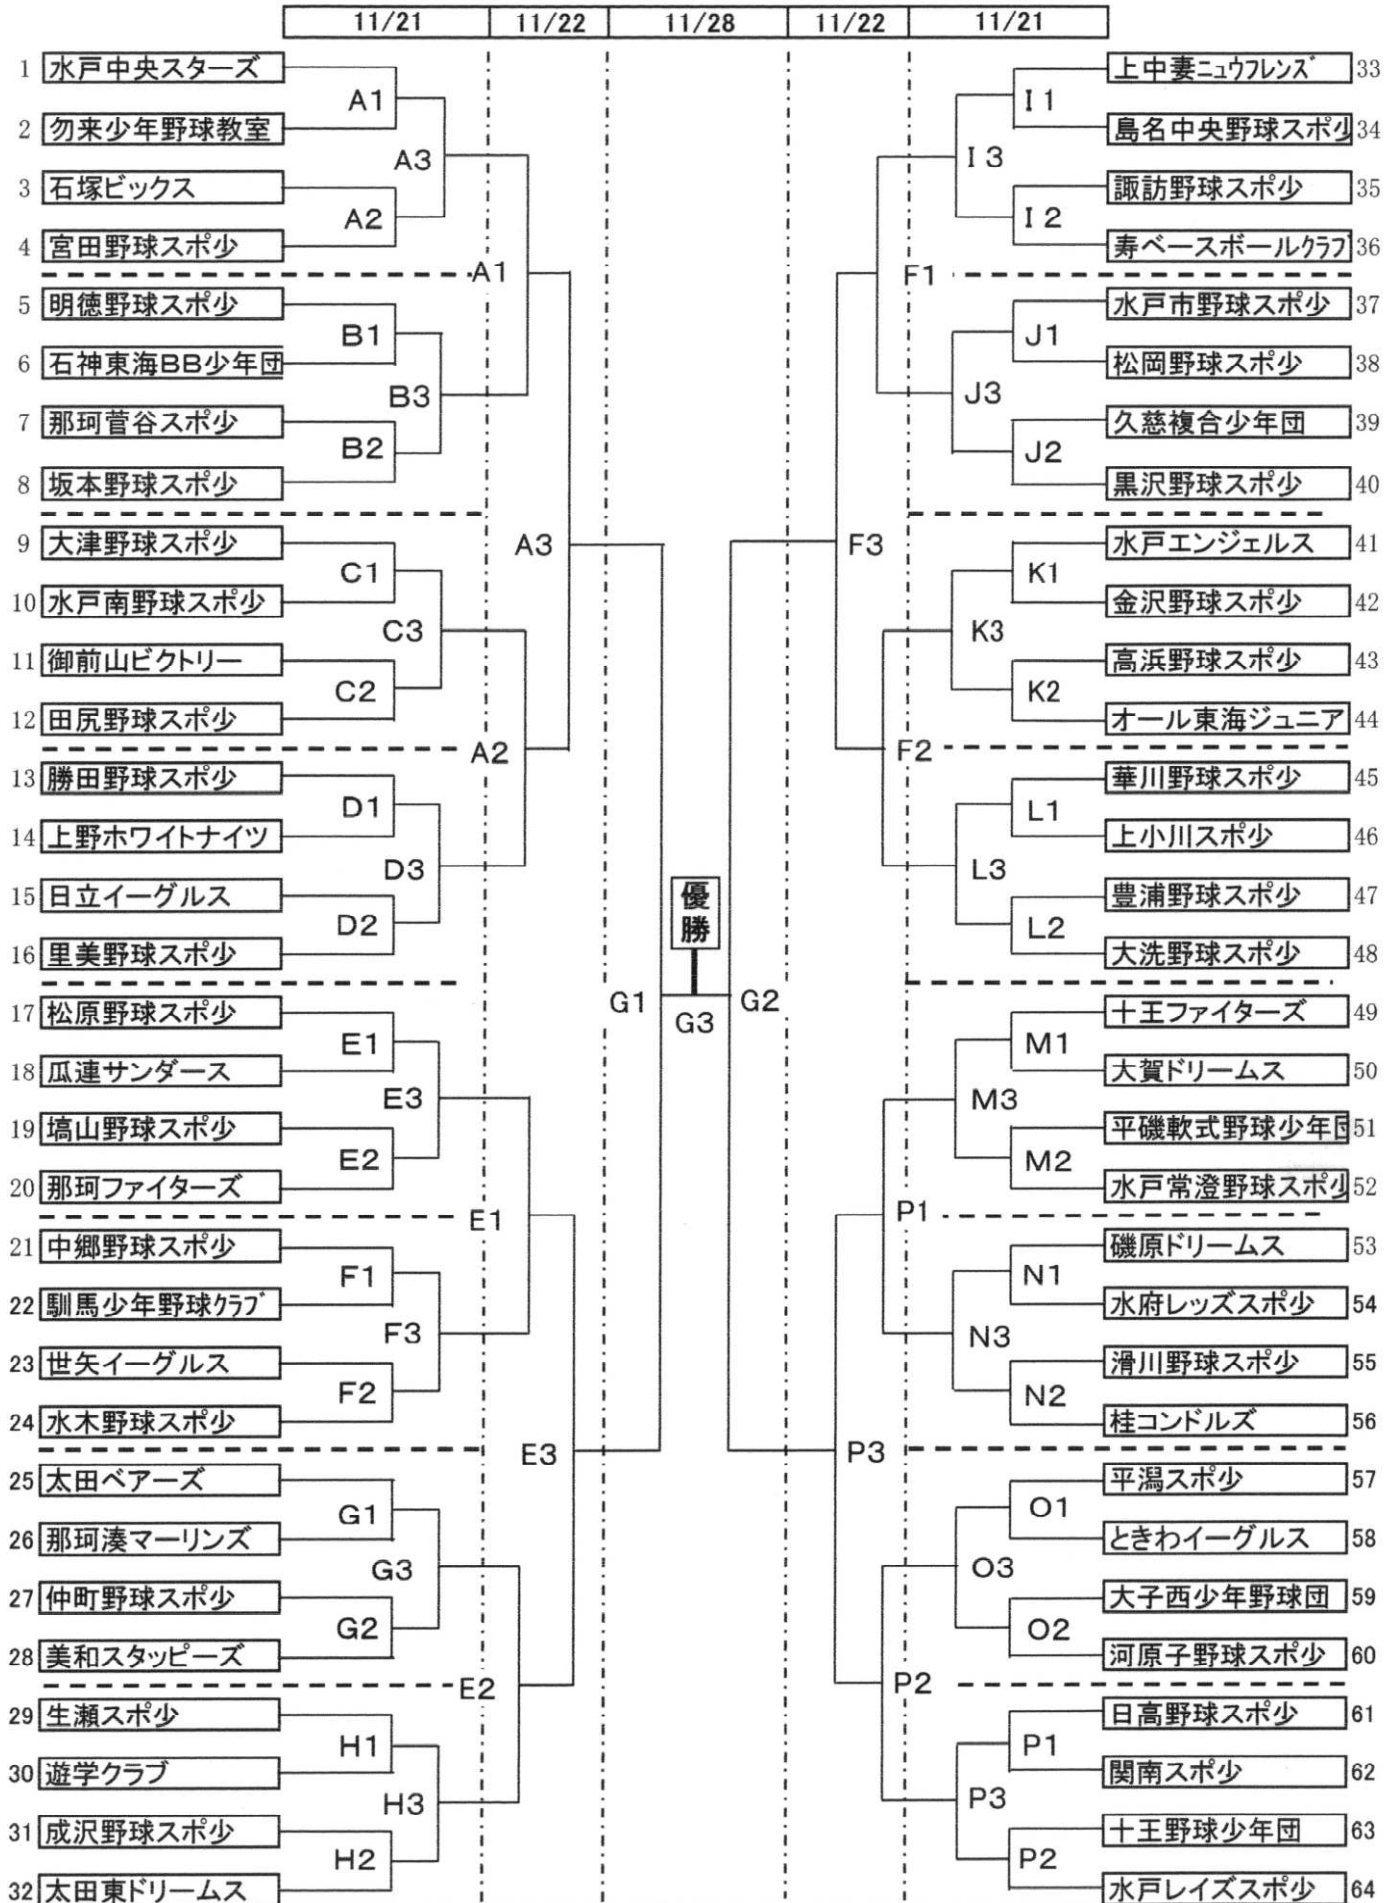 11/21 11/22 11/28 11/22 11/21
1 水戸中央スターズ
A1
2 勿来少年野球教室
A3
3 石塚ビックス
A2
4 宮田野球スポ少
A1
5 明徳野球スポ少
B1
6 石神東海BB少年団
B3
7 那珂菅谷スポ少
B2
8 坂本野球スポ少
A3
9 大津野球スポ少
C1
10 水戸南野球スポ少
C3
11 御前山ビクトリー
C2
12 田尻野球スポ少
A2
13 勝田野球スポ少
D1
14 上野ホワイトナイツ
D3
15 日立イーグルス
D2
16 里美野球スポ少
G1
17 松原野球スポ少
E1
18 瓜連サンダース
E3
19 塙山野球スポ少
E2
20 那珂ファイターズ
E1
21 中郷野球スポ少
F1
22 馴馬少年野球クラブ
F3
23 世矢イーグルス
F2
24 水木野球スポ少
E3
25 太田ベアーズ
G1
26 那珂湊マーリンズ
G3
27 仲町野球スポ少
G2
28 美和スタッピーズ
E2
29 生瀬スポ少
H1
30 遊学クラブ
H3
31 成沢野球スポ少
H2
32 太田東ドリームス
優勝
G3
G2
上中妻ニュウフレンズ 33
I1
島名中央野球スポ少 34
I3
諏訪野球スポ少 35
I2
寿ベースボールクラブ 36
F1
水戸市野球スポ少 37
J1
松岡野球スポ少 38
J3
久慈複合少年団 39
J2
黒沢野球スポ少 40
F3
水戸エンジェルス 41
K1
金沢野球スポ少 42
K3
高浜野球スポ少 43
K2
オール東海ジュニア 44
F2
華川野球スポ少 45
L1
上小川スポ少 46
L3
豊浦野球スポ少 47
L2
大洗野球スポ少 48
十王ファイターズ 49
M1
大賀ドリームス 50
M3
平磯軟式野球少年団 51
M2
水戸常澄野球スポ少 52
P1
磯原ドリームス 53
N1
水府レッズスポ少 54
N3
滑川野球スポ少 55
N2
桂コンドルズ 56
P3
平潟スポ少 57
O1
ときわイーグルス 58
O3
大子西少年野球団 59
O2
河原子野球スポ少 60
P2
日高野球スポ少 61
P1
関南スポ少 62
P3
十王野球少年団 63
P2
水戸レイズスポ少 64